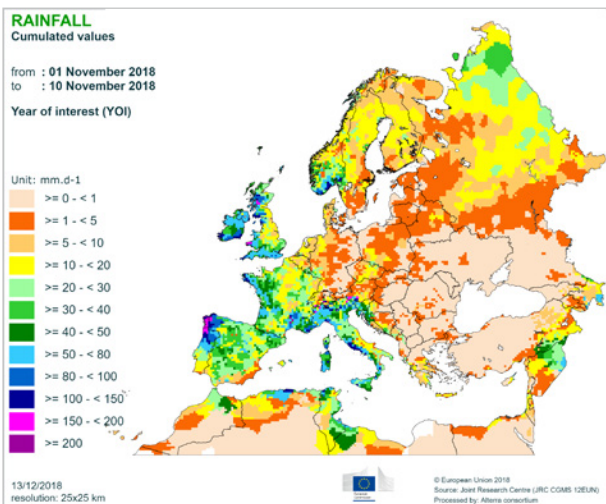 RAINFALL
Cumulated values
from : 01 November 2018
to : 10 November 2018
Year of interest (YOI)
Unit: mm.d-1
>= 0 - < 1
>= 1 - < 5
>= 5 - < 10
>= 10 - < 20
>= 20 - < 30
>= 30 - < 40
>= 40 - < 50
>= 50 - < 80
>= 80 - < 100
>= 100 - < 150
>= 150 - < 200
>= 200
13/12/2018
resolution: 25x25 km
© European Union 2018
Source: Joint Research Centre (JRC CGMS 12EUN)
Processed by: Alterra consortium